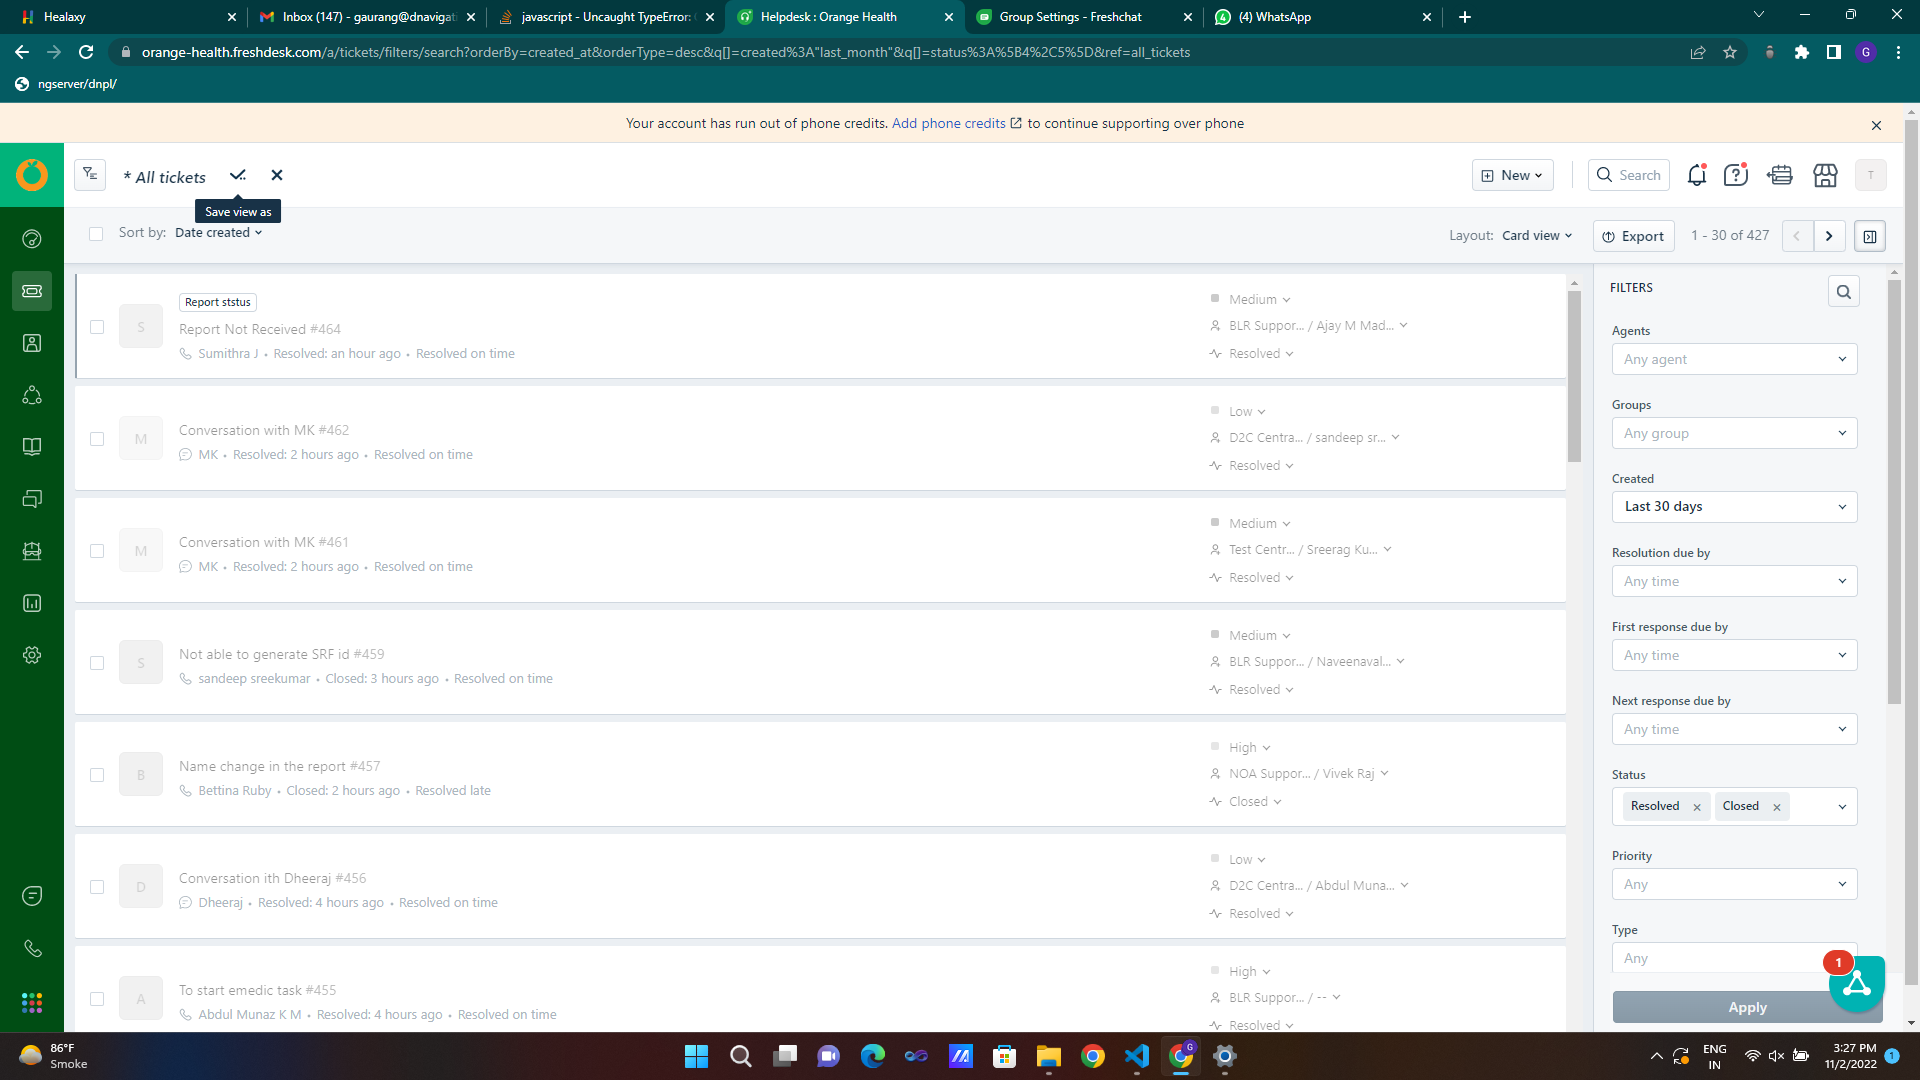 Healaxy
Inbox (147) - gaurang@dnavigati
javascript - Uncaught TypeError:
Helpdesk : Orange Health
Group Settings - Freshchat
(4) WhatsApp
orange-health.freshdesk.com/a/tickets/filters/search?orderBy=created_at&orderType=desc&q[]=created%3A"last_month"&q[]=status%3A%5B4%2C5%5D&ref=all_tickets
G
ngserver/dnpl/
Your account has run out of phone credits. Add phone credits to continue supporting over phone
* All tickets
New
Search
T
Save view as
Sort by: Date created
Layout: Card view
Export
1 - 30 of 427
Report ststus
S
Report Not Received #464
Sumithra J • Resolved: an hour ago • Resolved on time
Medium
BLR Suppor... / Ajay M Mad...
Resolved
M
Conversation with MK #462
MK • Resolved: 2 hours ago • Resolved on time
Low
D2C Centra... / sandeep sr...
Resolved
M
Conversation with MK #461
MK • Resolved: 2 hours ago • Resolved on time
Medium
Test Centr... / Sreerag Ku...
Resolved
S
Not able to generate SRF id #459
sandeep sreekumar • Closed: 3 hours ago • Resolved on time
Medium
BLR Suppor... / Naveenaval...
Resolved
B
Name change in the report #457
Bettina Ruby • Closed: 2 hours ago • Resolved late
High
NOA Suppor... / Vivek Raj
Closed
D
Conversation ith Dheeraj #456
Dheeraj • Resolved: 4 hours ago • Resolved on time
Low
D2C Centra... / Abdul Muna...
Resolved
A
To start emedic task #455
Abdul Munaz K M • Resolved: 4 hours ago • Resolved on time
High
BLR Suppor... / --
Resolved
FILTERS
Agents
Any agent
Groups
Any group
Created
Last 30 days
Resolution due by
Any time
First response due by
Any time
Next response due by
Any time
Status
Resolved × Closed ×
Priority
Any
Type
Any
1
Apply
86°F
Smoke
G
ENG
IN
3:27 PM
11/2/2022
1